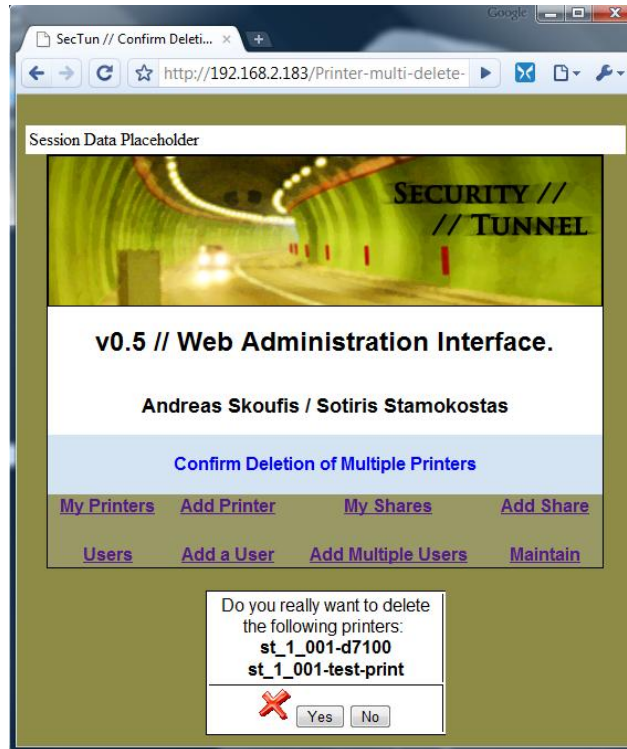 Google
SecTun // Confirm Deleti...
http://192.168.2.183/Printer-multi-delete-
Session Data Placeholder
SECURITY //
// TUNNEL
v0.5 // Web Administration Interface.
Andreas Skoufis / Sotiris Stamokostas
Confirm Deletion of Multiple Printers
My Printers Add Printer My Shares Add Share
Users Add a User Add Multiple Users Maintain
Do you really want to delete
the following printers:
st_1_001-d7100
st_1_001-test-print
Yes No